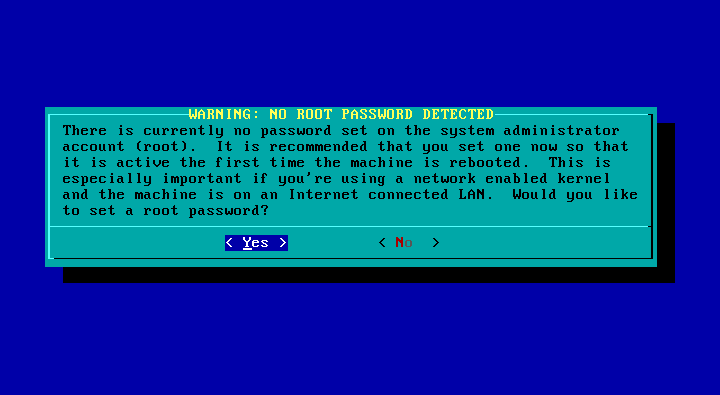 WARNING: NO ROOT PASSWORD DETECTED
There is currently no password set on the system administrator
account (root).  It is recommended that you set one now so that
it is active the first time the machine is rebooted.  This is
especially important if you're using a network enabled kernel
and the machine is on an Internet connected LAN.  Would you like
to set a root password?
< Yes >   < No  >